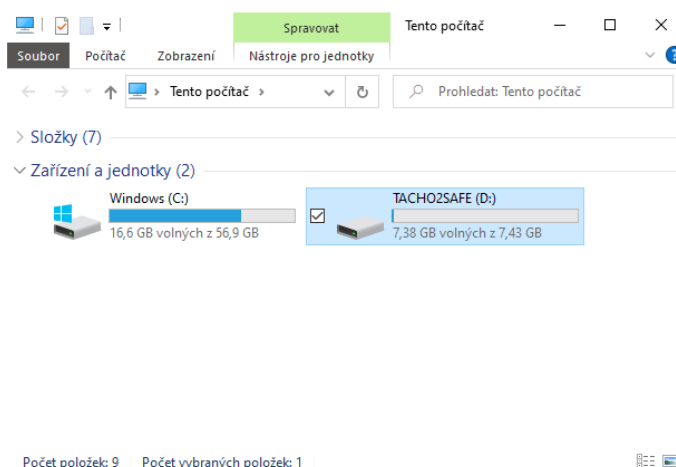 Spravovat
Tento počítač
Soubor
Počítač
Zobrazení
Nástroje pro jednotky
Tento počítač
Prohledat: Tento počítač
Složky (7)
Zařízení a jednotky (2)
Windows (C:)
16,6 GB volných z 56,9 GB
TACHO2SAFE (D:)
7,38 GB volných z 7,43 GB
Počet položek: 9
Počet vybraných položek: 1